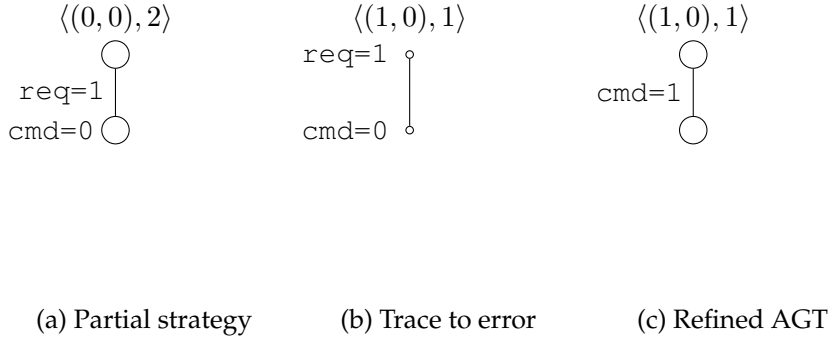 ⟨(0, 0), 2⟩ ⟨(1, 0), 1⟩ ⟨(1, 0), 1⟩
req=1
req=1 cmd=1
cmd=0 cmd=0
(a) Partial strategy (b) Trace to error (c) Refined AGT